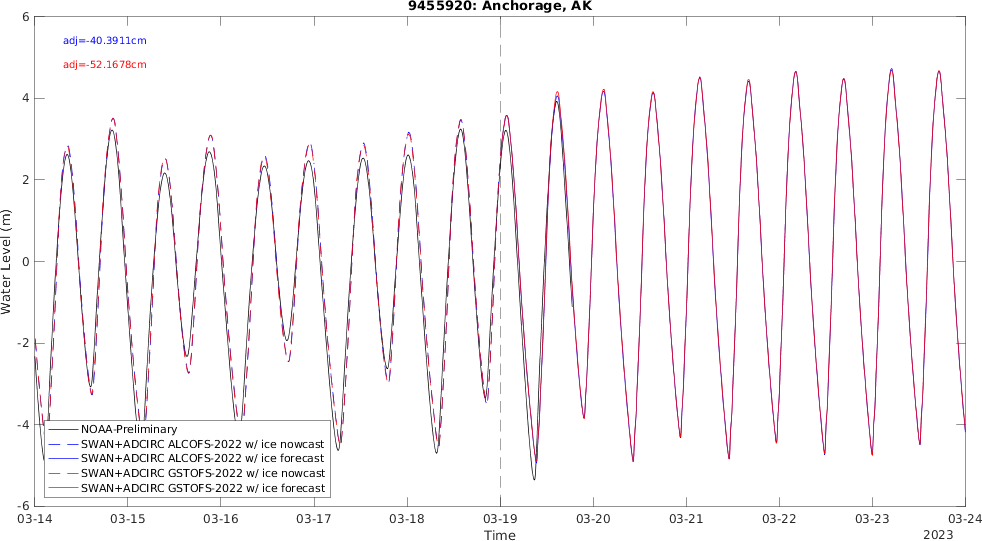 9455920: Anchorage, AK
adj=-40.3911cm
adj=-52.1678cm
6
4
2
0
-2
-4
-6
Water Level (m)
NOAA-Preliminary
SWAN+ADCIRC ALCOFS-2022 w/ ice nowcast
SWAN+ADCIRC ALCOFS-2022 w/ ice forecast
SWAN+ADCIRC GSTOFS-2022 w/ ice nowcast
SWAN+ADCIRC GSTOFS-2022 w/ ice forecast
03-14 03-15 03-16 03-17 03-18 03-19 03-20 03-21 03-22 03-23 03-24
Time
2023